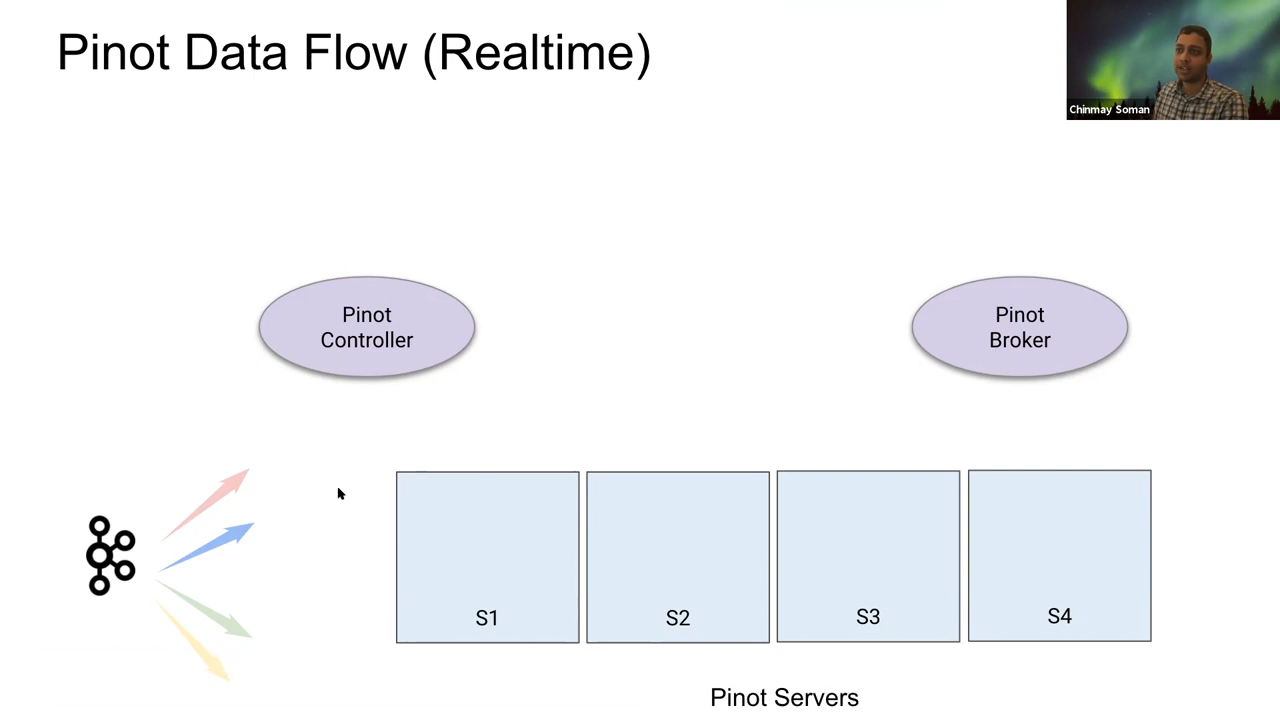 Pinot Data Flow (Realtime)
Chinmay Soman
Pinot
Controller
Pinot
Broker
S1
S2
S3
S4
Pinot Servers